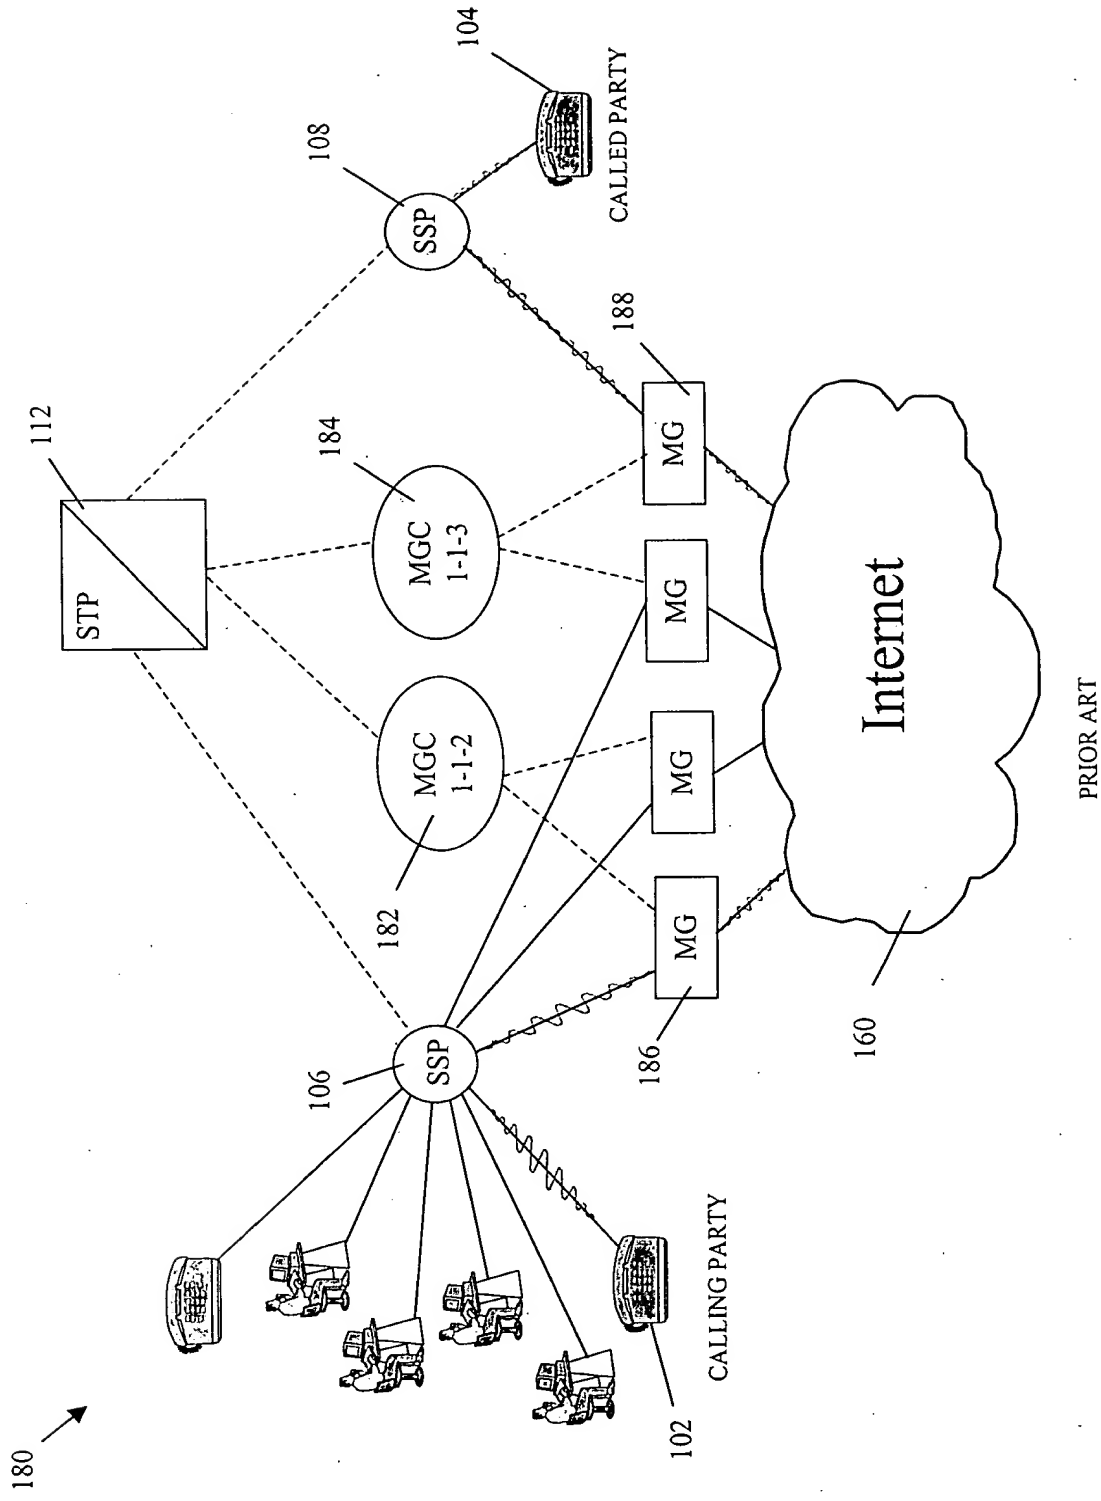 180
112
STP
104
108
SSP
CALLED PARTY
184
MGC
1-1-3
182
MGC
1-1-2
106
SSP
188
MG
MG
MG
MG
186
102
CALLING PARTY
Internet
160
PRIOR ART